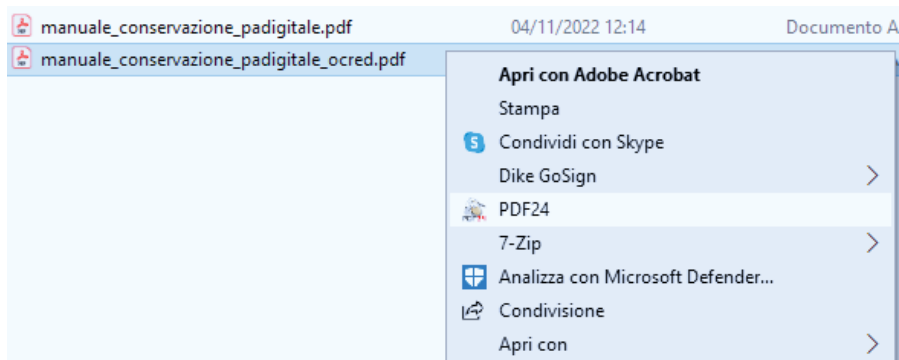 manuale_conservazione_padigitale.pdf 04/11/2022 12:14 Documento A
manuale_conservazione_padigitale_ocred.pdf
Apri con Adobe Acrobat
Stampa
Condividi con Skype
Dike GoSign
PDF24
7-Zip
Analizza con Microsoft Defender...
Condivisione
Apri con